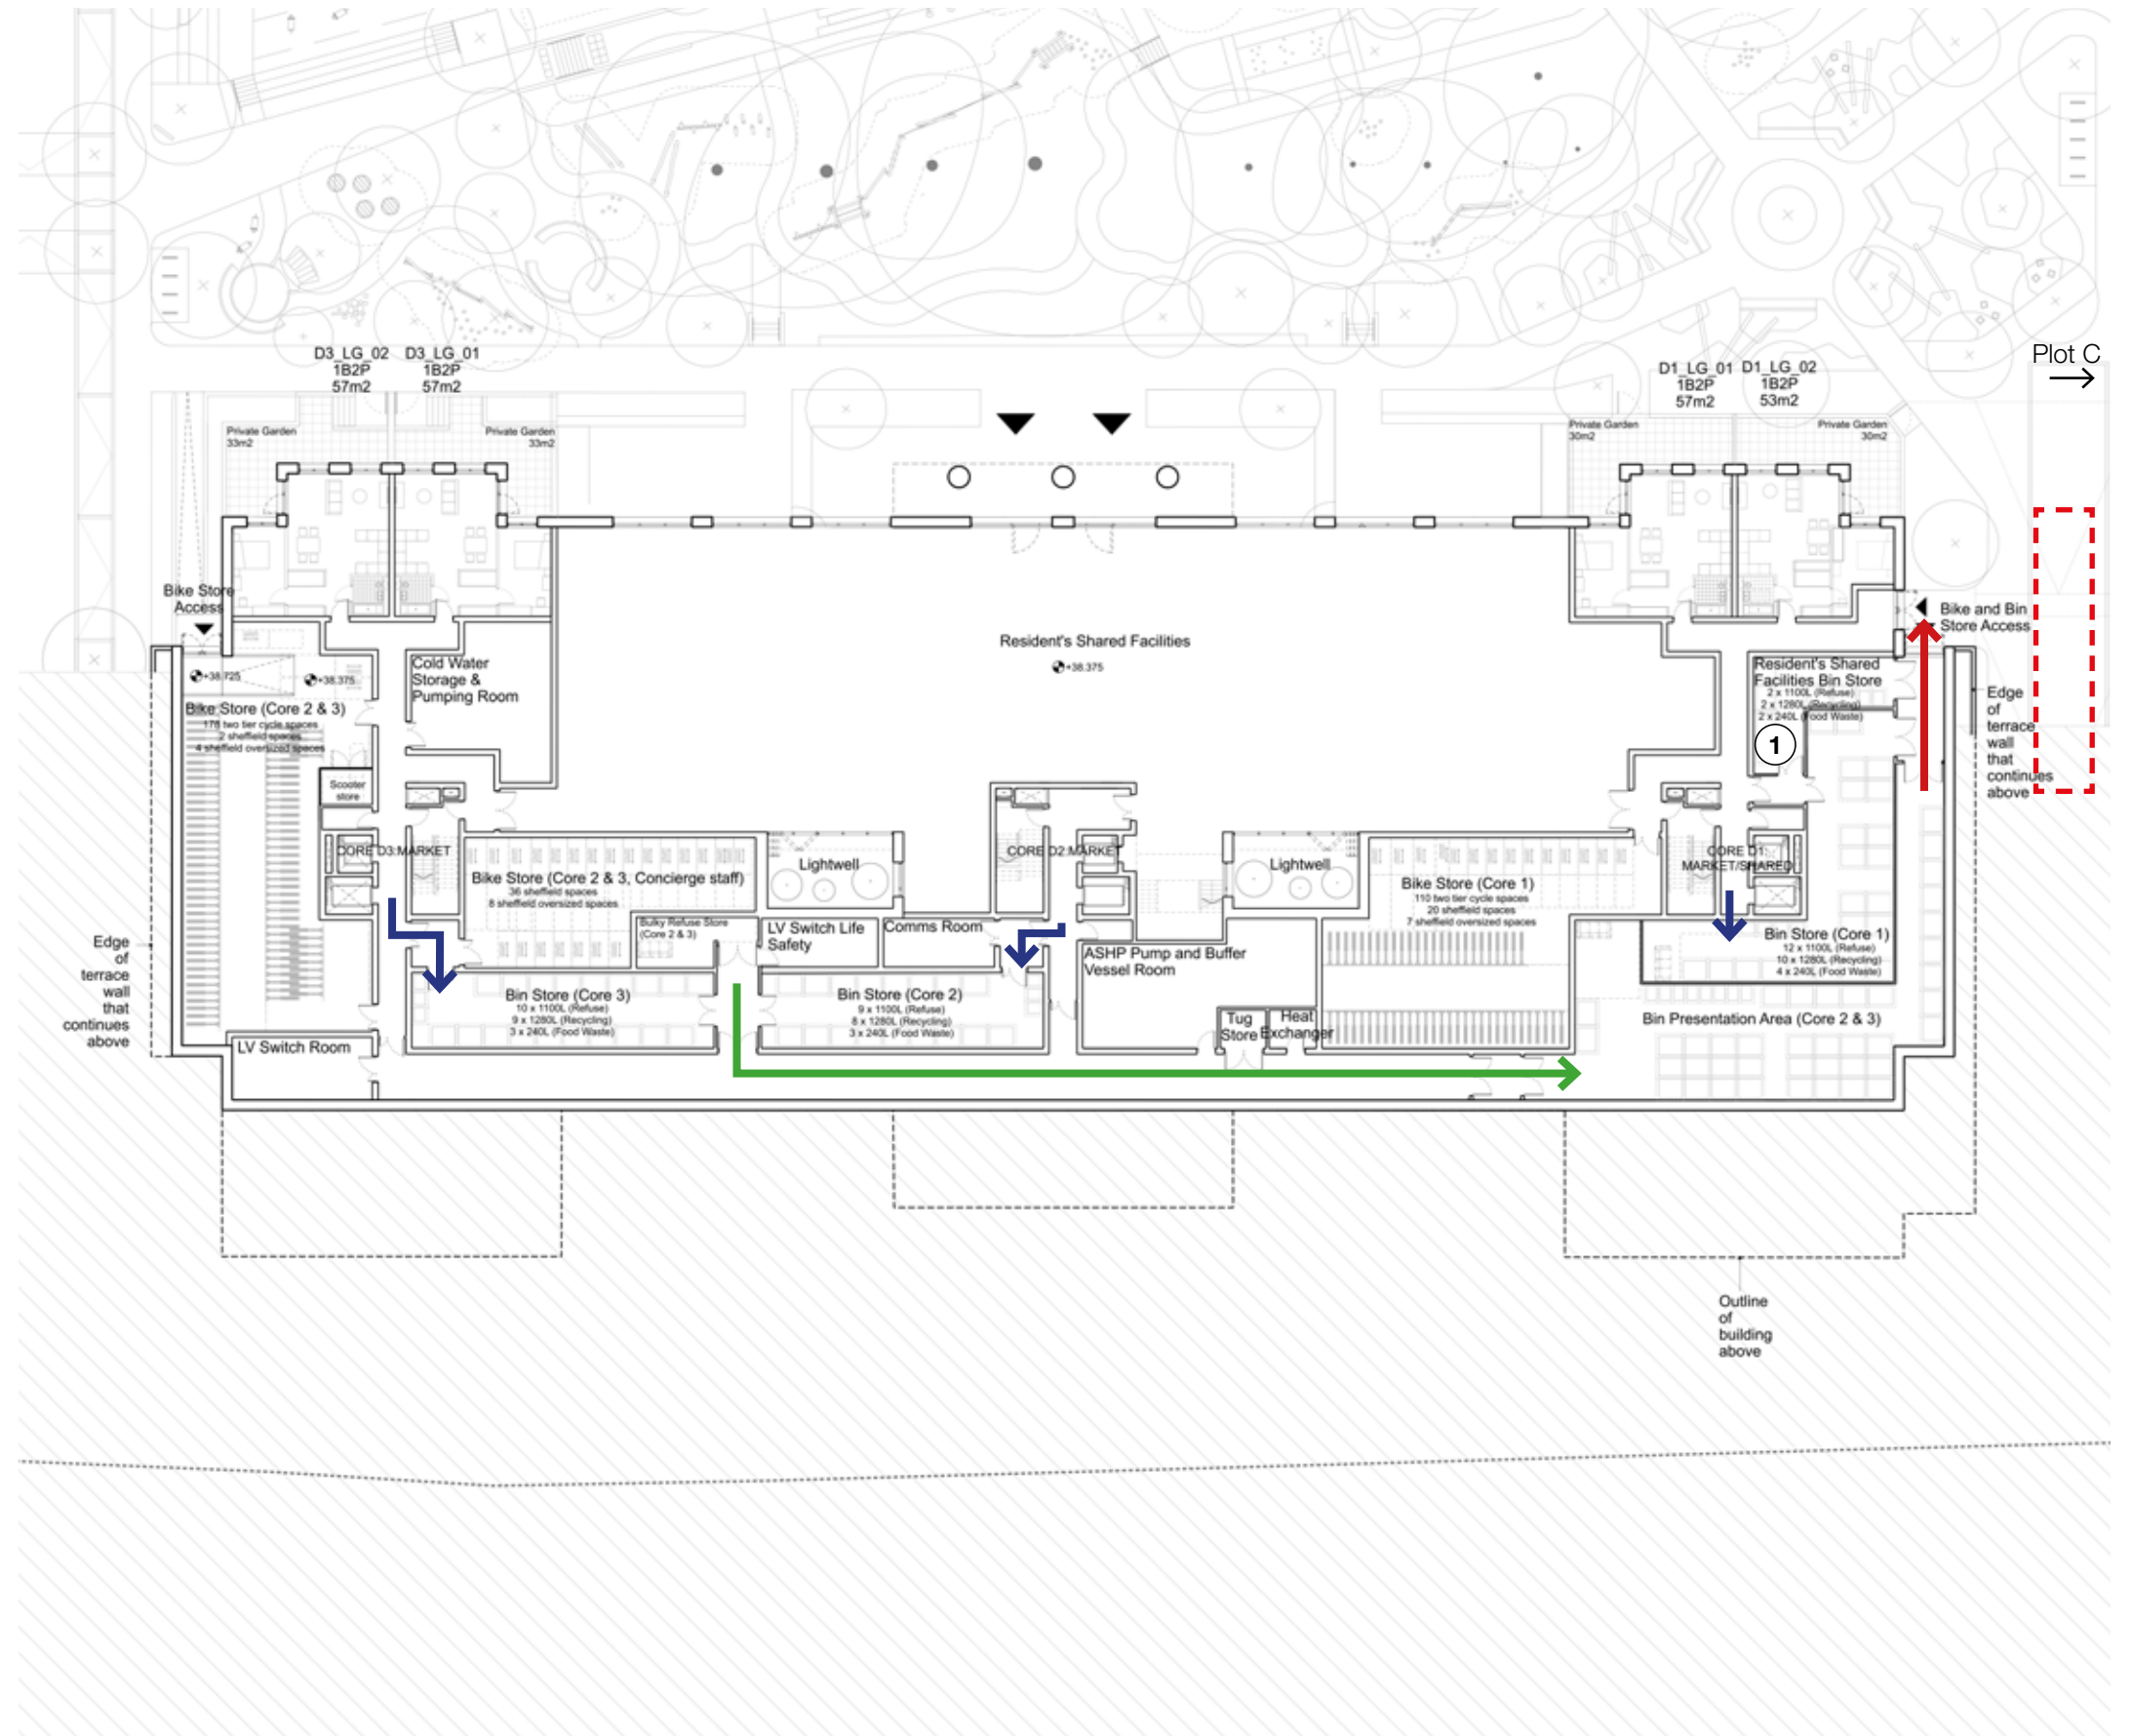 Plot C
D3_LG_02
1B2P
57m2
D3_LG_01
1B2P
57m2
D1_LG_01
1B2P
57m2
D1_LG_02
1B2P
53m2
Private Garden
33m2
Private Garden
33m2
Private Garden
30m2
Private Garden
30m2
Bike Store
Access
Bike and Bin
Store Access
Resident's Shared Facilities
+38.375
Cold Water
Storage &
Pumping Room
+38.725
+38.375
Bike Store (Core 2 & 3)
176 two tier cycle spaces
2 sheffield spaces
4 sheffield oversized spaces
Resident's Shared
Facilities Bin Store
2 x 1100L (Refuse)
2 x 1280L (Recycling)
2 x 240L (Food Waste)
1
Edge
of
terrace
wall
that
continues
above
Scooter
store
CORE D3:MARKET
Bike Store (Core 2 & 3, Concierge staff)
36 sheffield spaces
8 sheffield oversized spaces
Lightwell
CORE D2:MARKET
Lightwell
Bike Store (Core 1)
110 two tier cycle spaces
20 sheffield spaces
7 sheffield oversized spaces
CORE D1:
MARKET/SHARED
Bulky Refuse Store
(Core 2 & 3)
LV Switch Life
Safety
Comms Room
ASHP Pump and Buffer
Vessel Room
Bin Store (Core 1)
12 x 1100L (Refuse)
10 x 1280L (Recycling)
4 x 240L (Food Waste)
Edge
of
terrace
wall
that
continues
above
Bin Store (Core 3)
10 x 1100L (Refuse)
9 x 1280L (Recycling)
3 x 240L (Food Waste)
Bin Store (Core 2)
9 x 1100L (Refuse)
8 x 1280L (Recycling)
3 x 240L (Food Waste)
Tug
Store
Heat
Exchanger
Bin Presentation Area (Core 2 & 3)
LV Switch Room
Outline
of
building
above